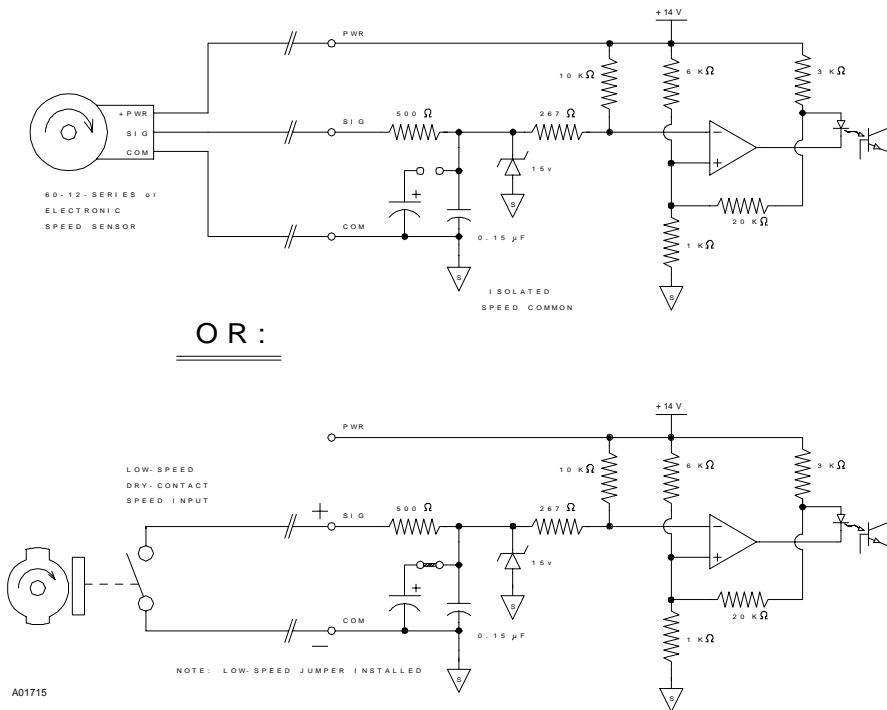 +14 V
PWR
10 KΩ
6 KΩ
3 KΩ
+ PWR
SIG
COM
SIG
500 Ω
267 Ω
−
+
15v
+
S
20 KΩ
60-12-SERIES or
ELECTRONIC
SPEED SENSOR
COM
0.15 µF
1 KΩ
S
S
ISOLATED
SPEED COMMON
OR:
+14 V
PWR
LOW-SPEED
DRY-CONTACT
SPEED INPUT
10 KΩ
6 KΩ
3 KΩ
+
SIG
500 Ω
267 Ω
−
+
15v
+
S
20 KΩ
COM
−
0.15 µF
1 KΩ
NOTE: LOW-SPEED JUMPER INSTALLED
S
S
A01715